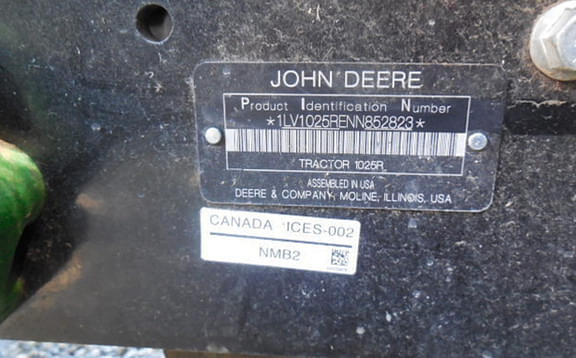 JOHN DEERE
Product Identification Number
*1LV1025RENN852823*
TRACTOR 1025R
ASSEMBLED IN USA
DEERE & COMPANY, MOLINE, ILLINOIS, USA
CANADA ICES-002
NMB2